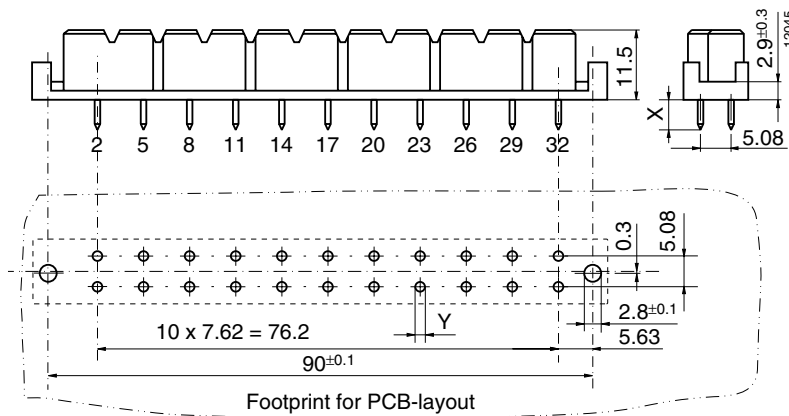 11.5
2.9±0.3
12045
X
5.08
2 5 8 11 14 17 20 23 26 29 32
0.3
5.08
10 x 7.62 = 76.2
Y
2.8±0.1
5.63
90±0.1
Footprint for PCB-layout